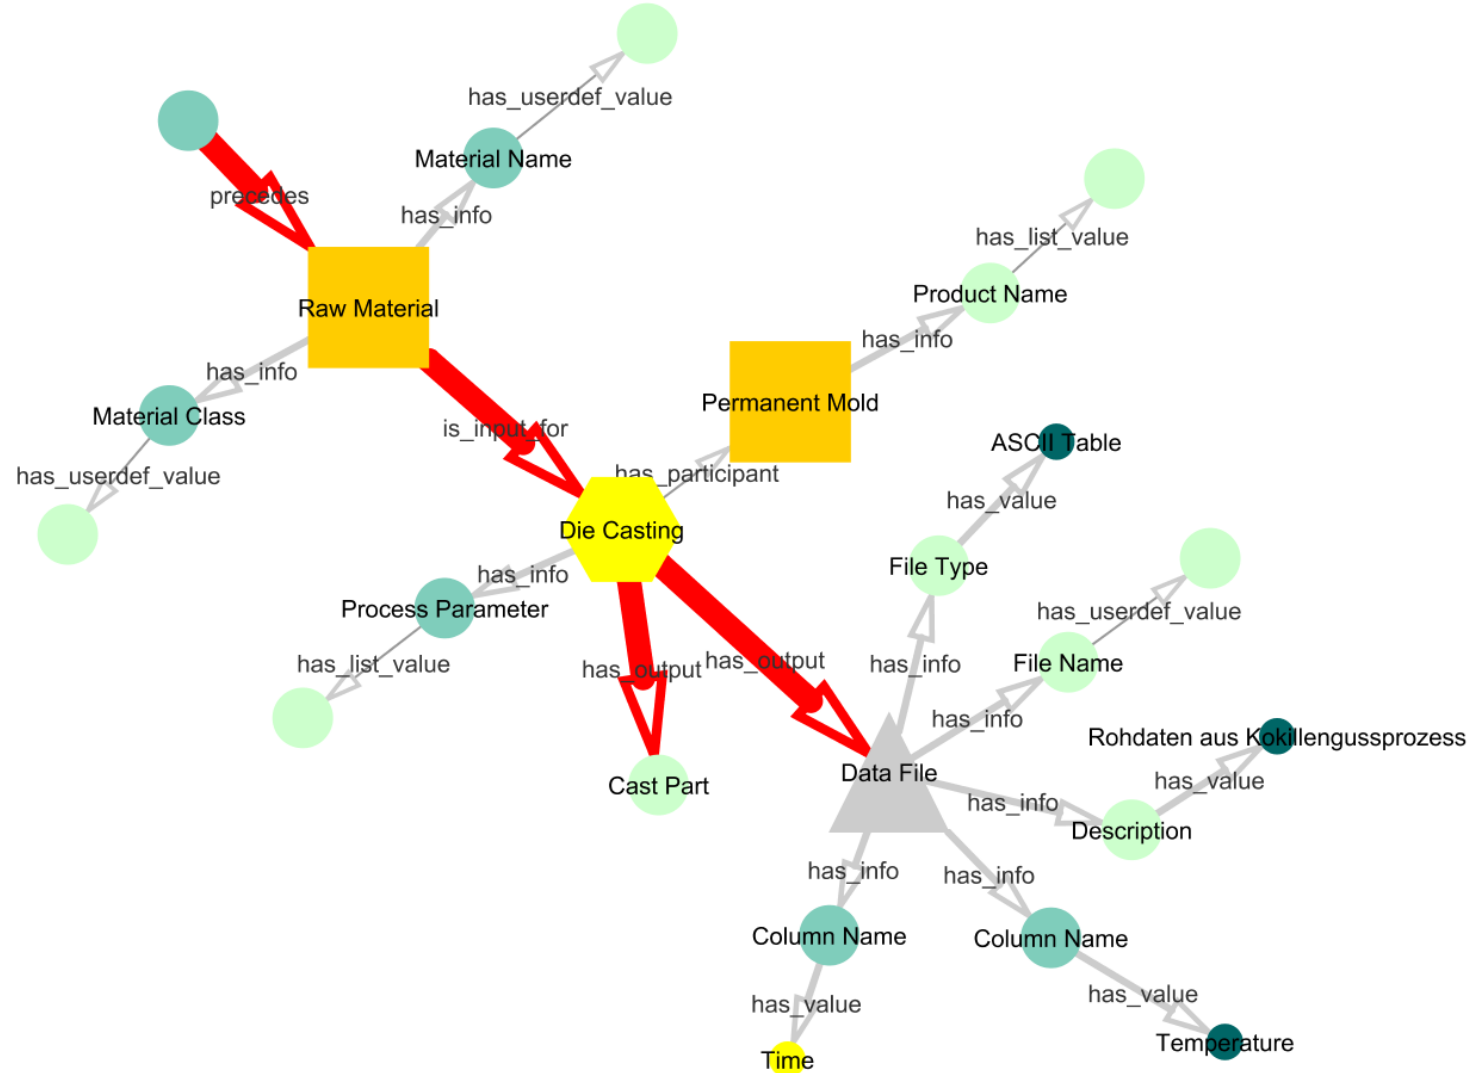 has_userdef_value
Material Name
precedes
has_info
has_list_value
Product Name
Raw Material
has_info
has_info
Permanent Mold
Material Class
is_input_for
ASCII Table
has_userdef_value
has_participant
has_value
Die Casting
File Type
has_info
Process Parameter
has_userdef_value
has_list_value
has_output
has_output
has_info
File Name
has_info
Rohdaten aus Kokillengussprozess
Data File
has_value
Cast Part
has_info
Description
has_info
has_info
Column Name
Column Name
has_value
has_value
Temperature
Time